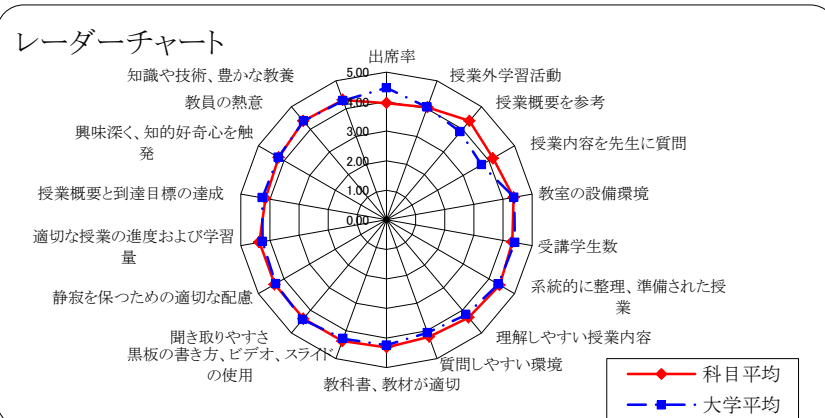 レーダーチャート
出席率
授業外学習活動
授業概要を参考
授業内容を先生に質問
教室の設備環境
受講学生数
系統的に整理、準備された授
業
理解しやすい授業内容
質問しやすい環境
教科書、教材が適切
黒板の書き方、ビデオ、スライド
の使用
聞き取りやすさ
静寂を保つための適切な配慮
適切な授業の進度および学習
量
授業概要と到達目標の達成
興味深く、知的好奇心を触
発
教員の熱意
知識や技術、豊かな教養
5.00
4.00
3.00
2.00
1.00
0.00
科目平均
大学平均